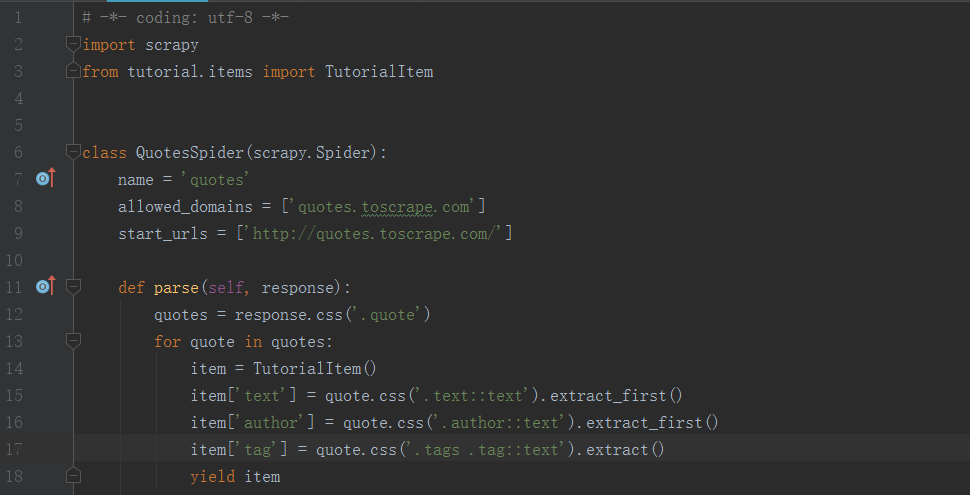 1 # -*- coding: utf-8 -*-
2 import scrapy
3 from tutorial.items import TutorialItem
4
5
6 class QuotesSpider(scrapy.Spider):
7     name = 'quotes'
8     allowed_domains = ['quotes.toscrape.com']
9     start_urls = ['http://quotes.toscrape.com/']
10
11     def parse(self, response):
12         quotes = response.css('.quote')
13         for quote in quotes:
14             item = TutorialItem()
15             item['text'] = quote.css('.text::text').extract_first()
16             item['author'] = quote.css('.author::text').extract_first()
17             item['tag'] = quote.css('.tags .tag::text').extract()
18             yield item